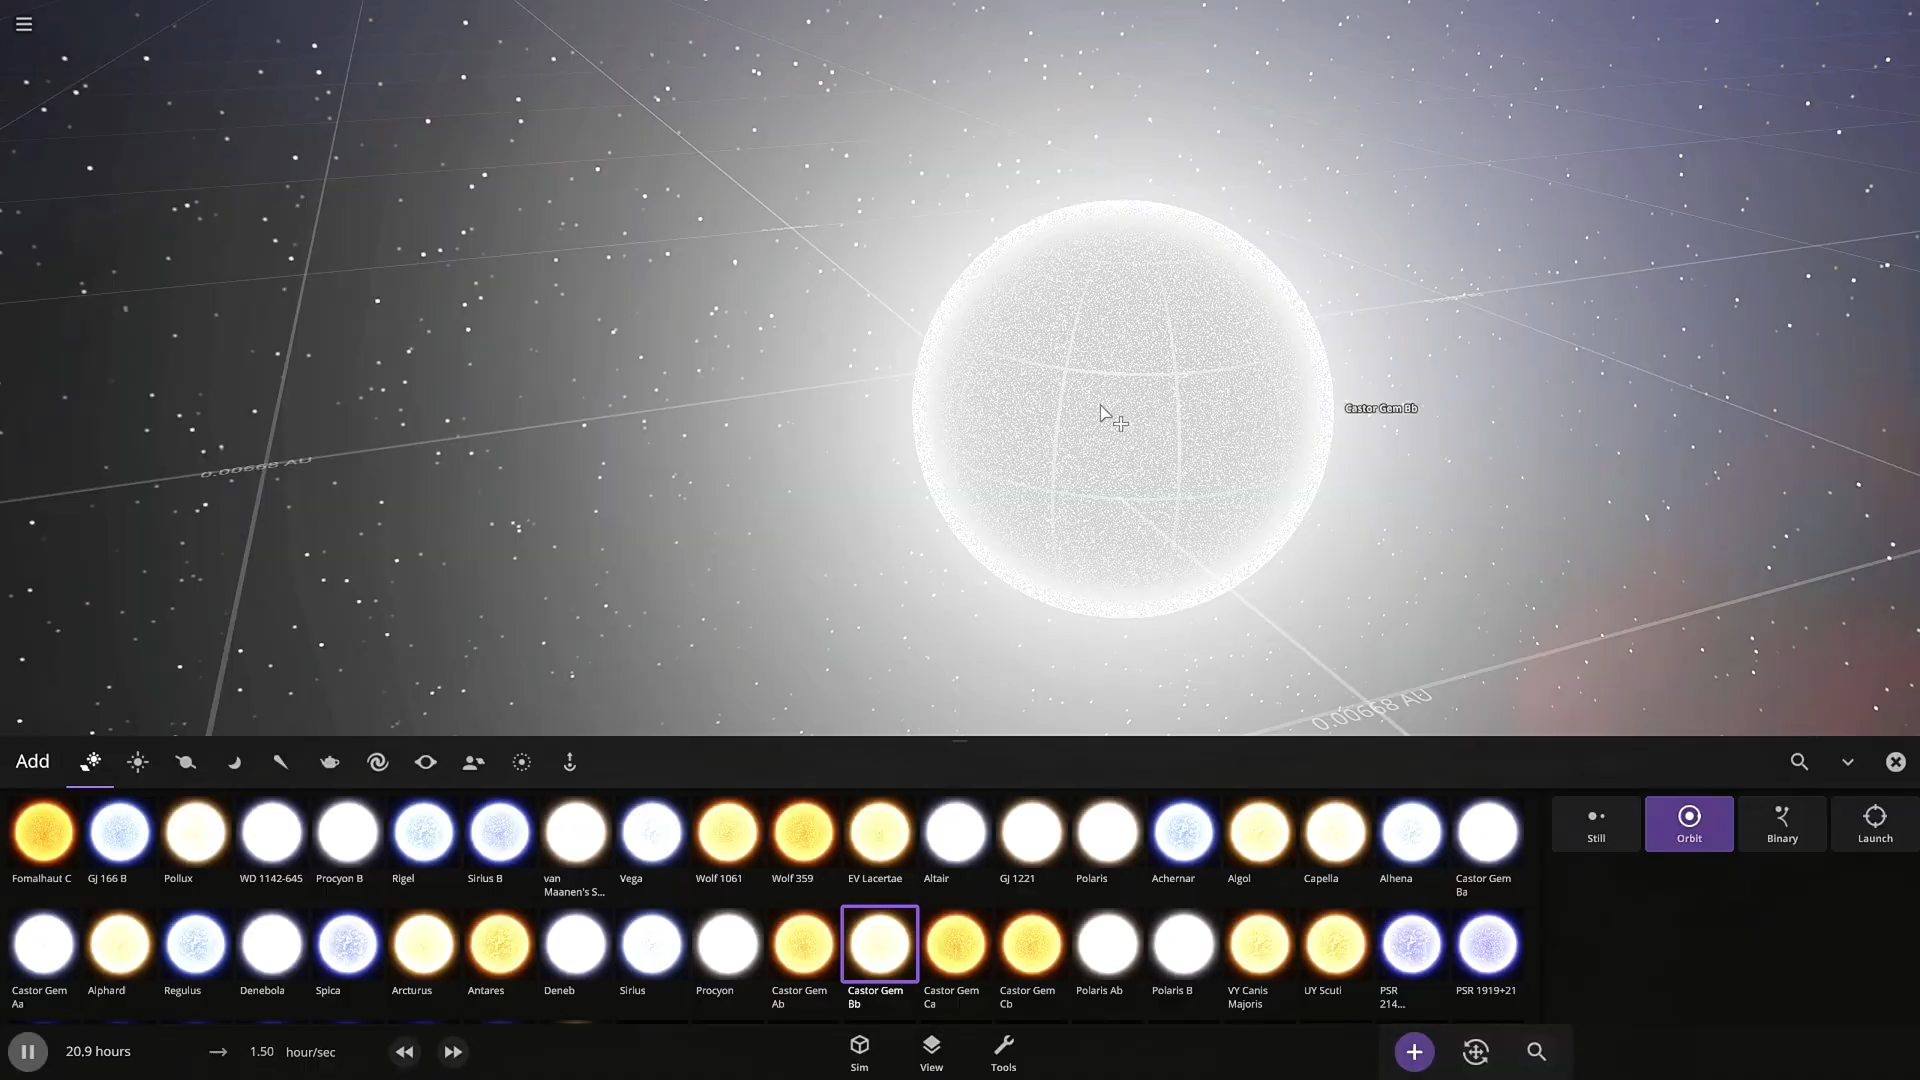 Castor Gem Bb
0.00668 AU
0.00668 AU
Add
Fomalhaut C
GJ 166 B
Pollux
WD 1142-645
Procyon B
Rigel
Sirius B
van
Maanen's S...
Vega
Wolf 1061
Wolf 359
EV Lacertae
Altair
GJ 1221
Polaris
Achernar
Algol
Capella
Alhena
Castor Gem
Ba
Still
Orbit
Binary
Launch
Castor Gem
Aa
Alphard
Regulus
Denebola
Spica
Arcturus
Antares
Deneb
Sirius
Procyon
Castor Gem
Ab
Castor Gem
Bb
Castor Gem
Ca
Castor Gem
Cb
Polaris Ab
Polaris B
VY Canis
Majoris
UY Scuti
PSR
214...
PSR 1919+21
20.9 hours
1.50 hour/sec
Sim
View
Tools